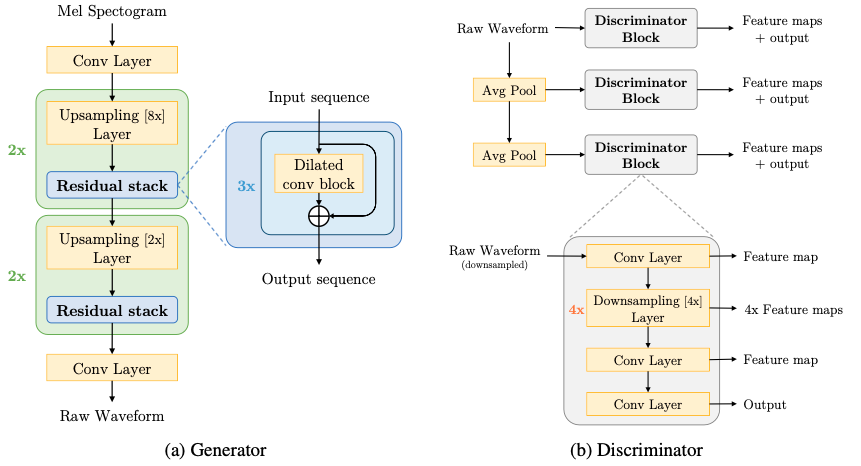 Mel Spectogram
Conv Layer
2x
Upsampling [8x]
Layer
Residual stack
2x
Upsampling [2x]
Layer
Residual stack
Conv Layer
Raw Waveform
Input sequence
3x
Dilated
conv block
Output sequence
(a) Generator
Raw Waveform
Discriminator
Block
Feature maps
+ output
Avg Pool
Discriminator
Block
Feature maps
+ output
Avg Pool
Discriminator
Block
Feature maps
+ output
Raw Waveform
(downsampled)
Conv Layer
Feature map
4x
Downsampling [4x]
Layer
4x Feature maps
Conv Layer
Feature map
Conv Layer
Output
(b) Discriminator